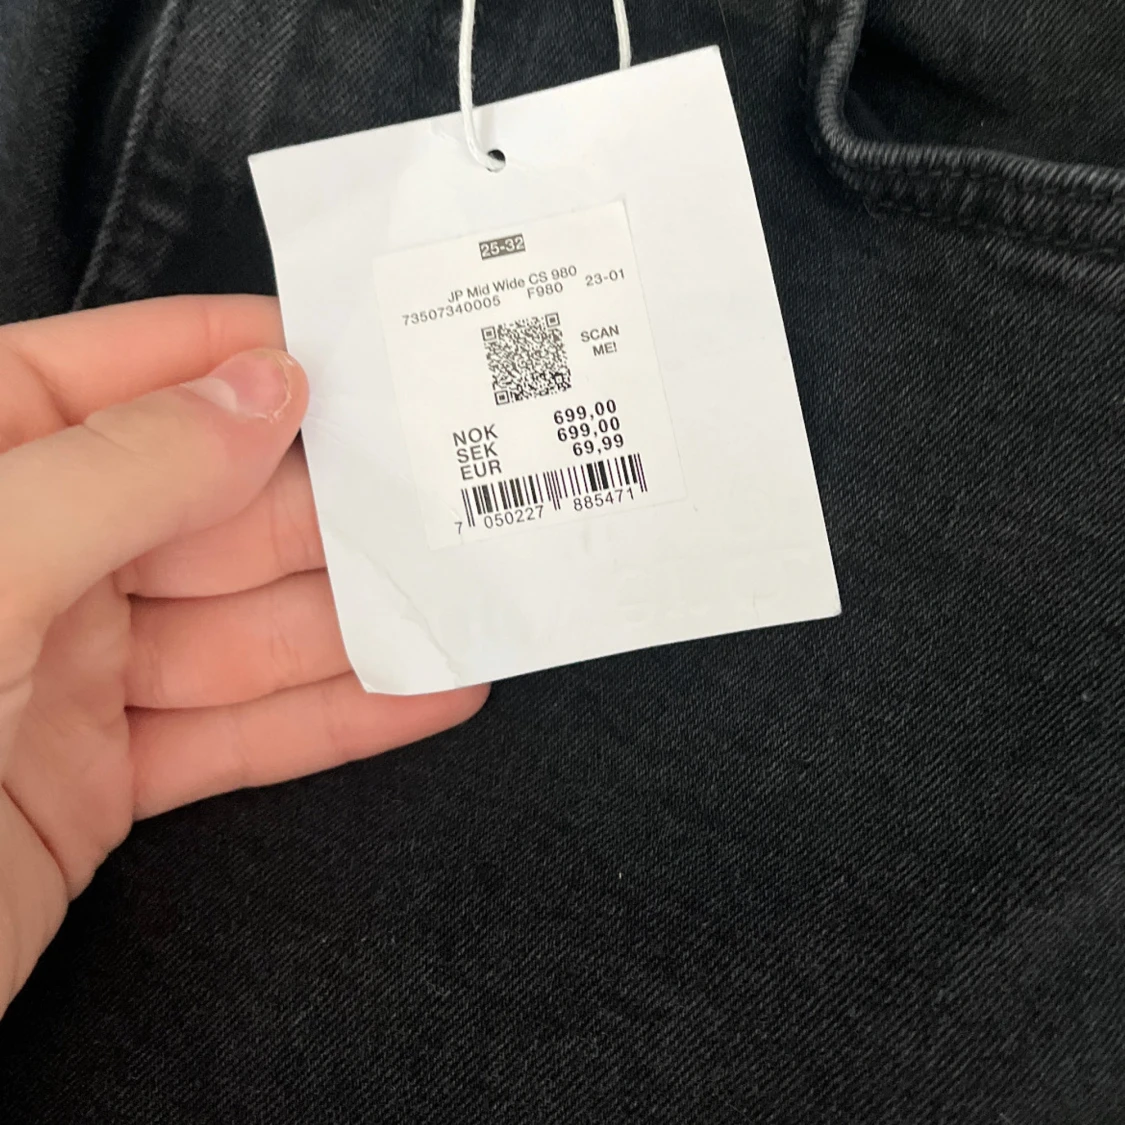 25-32
JP Mid Wide CS 980
73507340005 F980 23-01
SCAN
ME!
NOK 699,00
SEK 699,00
EUR 69,99
7 050227 885471